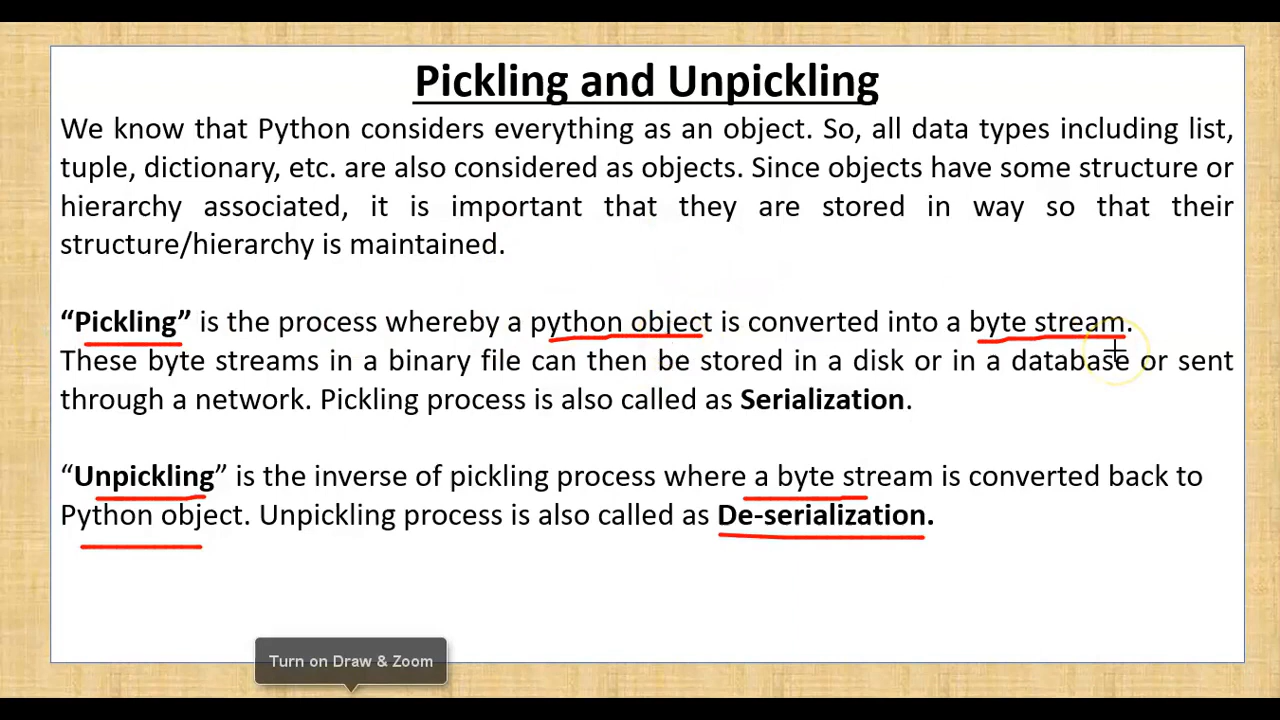 Pickling and Unpickling
We know that Python considers everything as an object. So, all data types including list,
tuple, dictionary, etc. are also considered as objects. Since objects have some structure or
hierarchy associated, it is important that they are stored in way so that their
structure/hierarchy is maintained.
“Pickling” is the process whereby a python object is converted into a byte stream.
These byte streams in a binary file can then be stored in a disk or in a database or sent
through a network. Pickling process is also called as Serialization.
“Unpickling” is the inverse of pickling process where a byte stream is converted back to
Python object. Unpickling process is also called as De-serialization.
Turn on Draw & Zoom